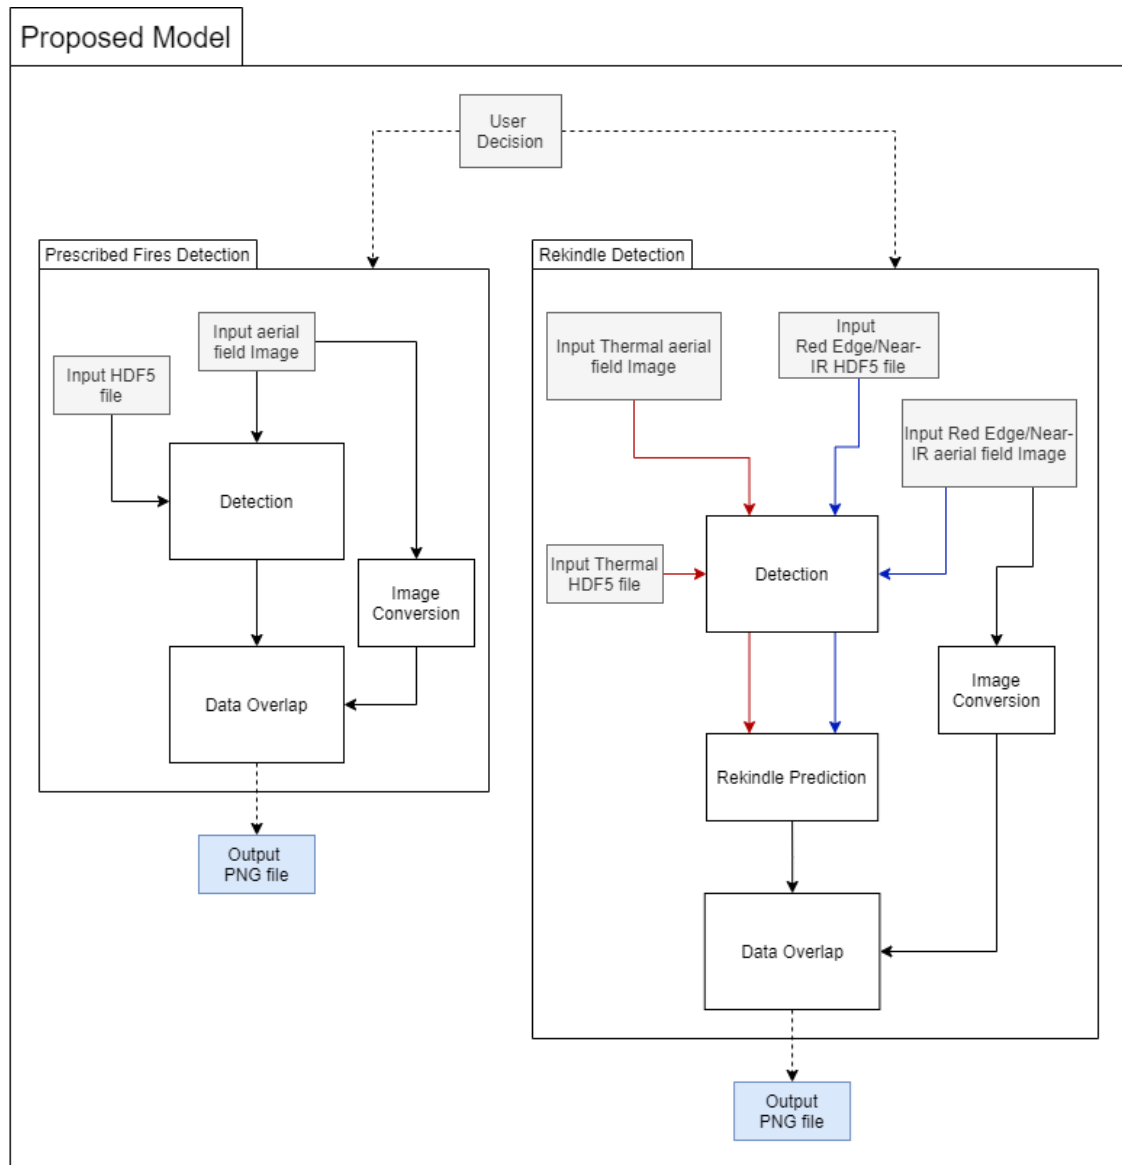 Proposed Model
User
Decision
Prescribed Fires Detection
Input aerial
field Image
Input HDF5
file
Detection
Image
Conversion
Data Overlap
Output
PNG file
Rekindle Detection
Input Thermal aerial
field Image
Input
Red Edge/Near-
IR HDF5 file
Input Red Edge/Near-
IR aerial field Image
Input Thermal
HDF5 file
Detection
Image
Conversion
Rekindle Prediction
Data Overlap
Output
PNG file